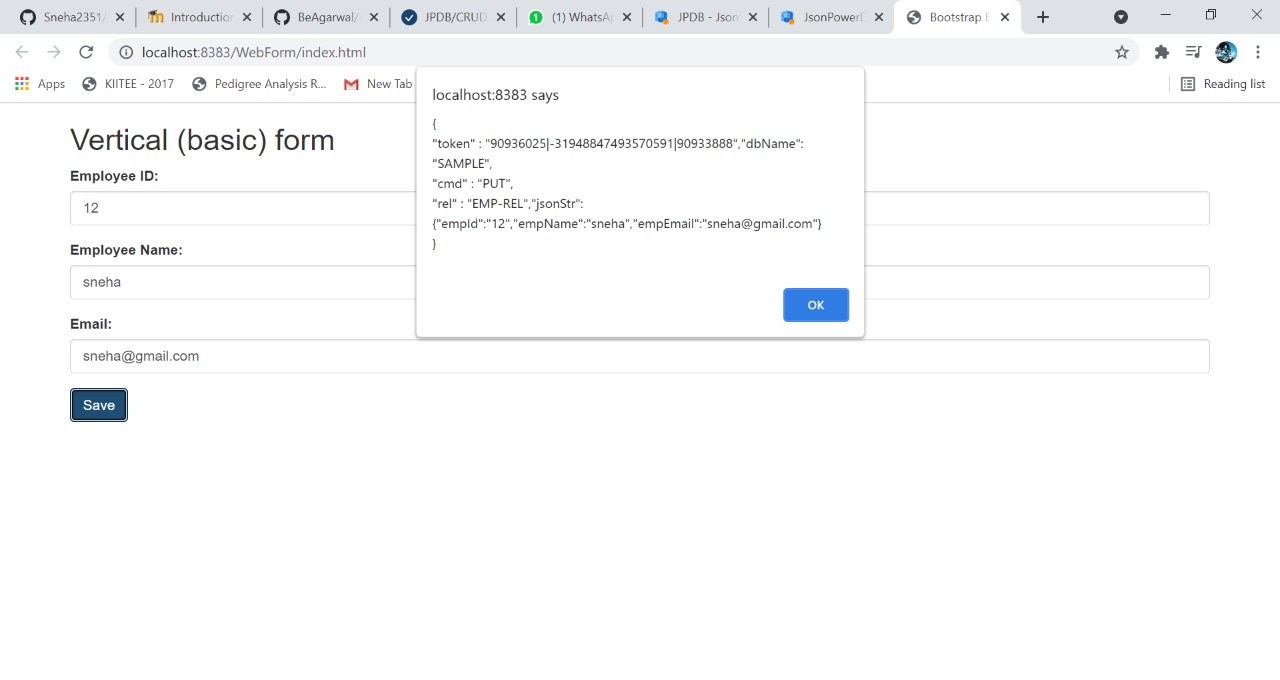 Sneha2351/
Introduction
BeAgarwal/
JPDB/CRUD
(1) WhatsA
JPDB - Json
JsonPowerD
Bootstrap E
localhost:8383/WebForm/index.html
Apps
KIITEE - 2017
Pedigree Analysis R...
New Tab
Reading list
localhost:8383 says
{
"token" : "90936025|-31948847493570591|90933888","dbName":
"SAMPLE",
"cmd" : "PUT",
"rel" : "EMP-REL","jsonStr":
{"empId":"12","empName":"sneha","empEmail":"sneha@gmail.com"}
}
OK
Vertical (basic) form
Employee ID:
12
Employee Name:
sneha
Email:
sneha@gmail.com
Save